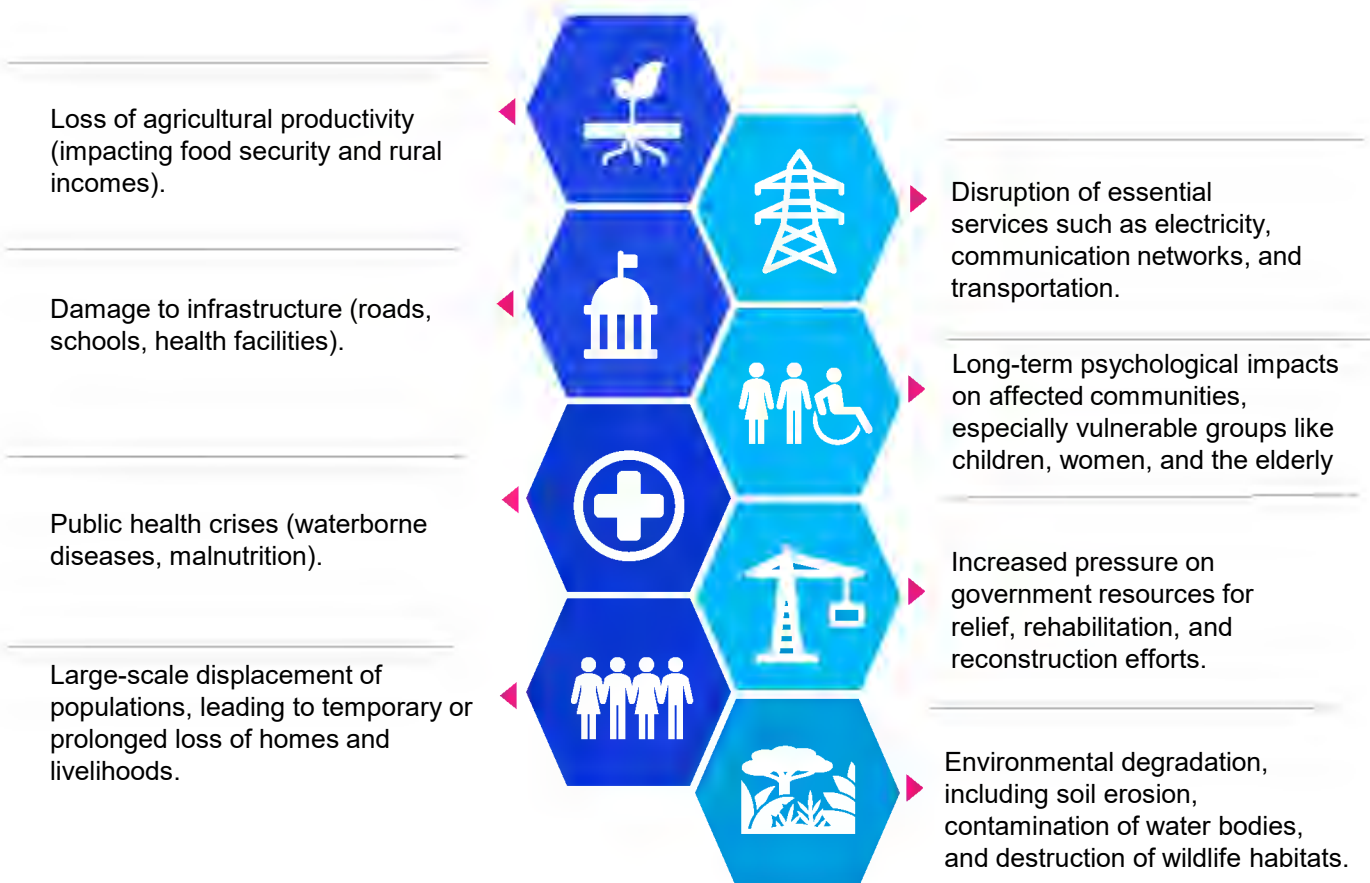 Loss of agricultural productivity
(impacting food security and rural
incomes).
Damage to infrastructure (roads,
schools, health facilities).
Public health crises (waterborne
diseases, malnutrition).
Large-scale displacement of
populations, leading to temporary or
prolonged loss of homes and
livelihoods.
Disruption of essential
services such as electricity,
communication networks, and
transportation.
Long-term psychological impacts
on affected communities,
especially vulnerable groups like
children, women, and the elderly
Increased pressure on
government resources for
relief, rehabilitation, and
reconstruction efforts.
Environmental degradation,
including soil erosion,
contamination of water bodies,
and destruction of wildlife habitats.